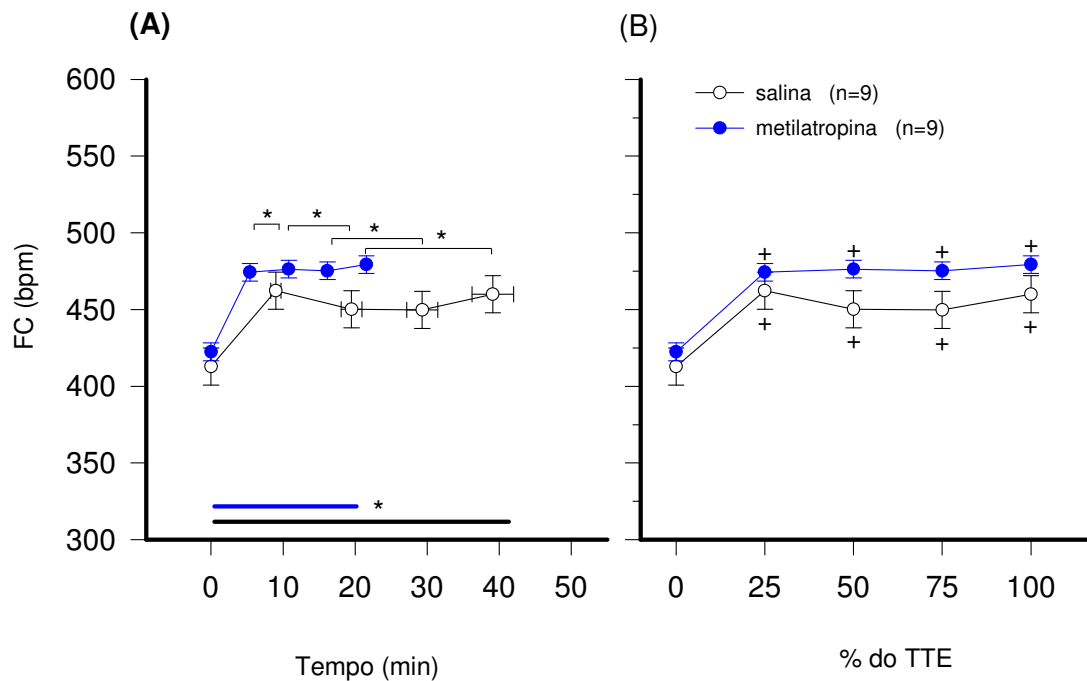 (A)
(B)
600
550
500
450
400
350
300
FC (bpm)
* * * *
*
0 10 20 30 40 50
Tempo (min)
salina (n=9)
metilatropina (n=9)
+ + + +
+ + + +
0 25 50 75 100
% do TTE